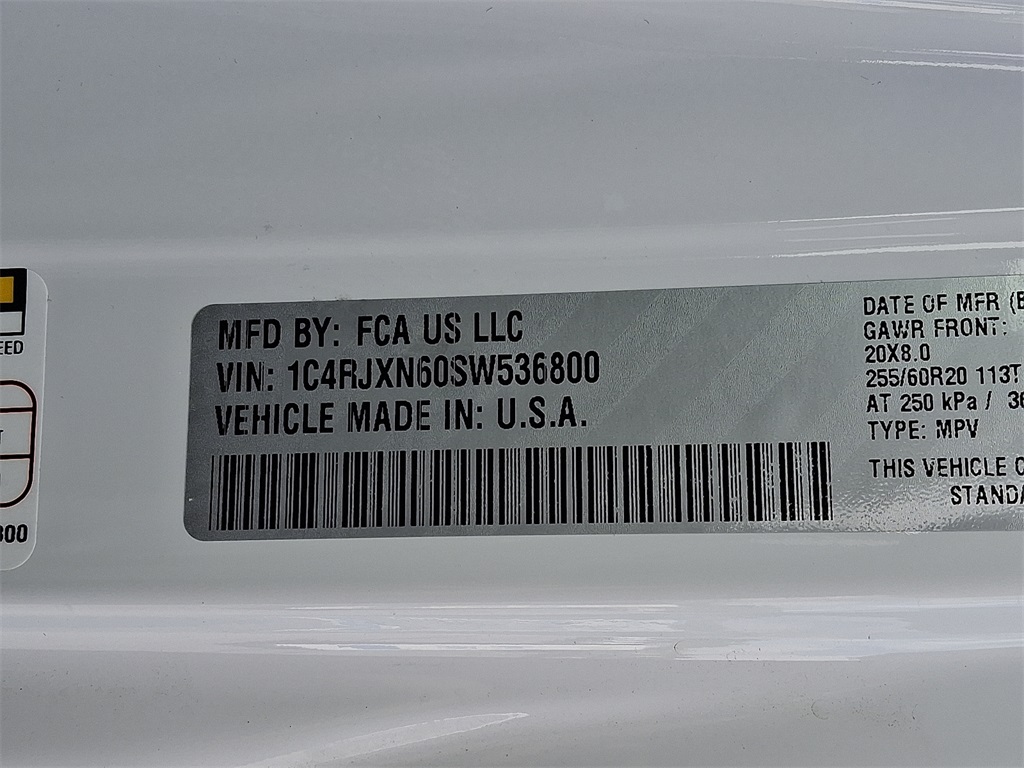 EED
T
800
MFD BY: FCA US LLC
VIN: 1C4RJXN60SW536800
VEHICLE MADE IN: U.S.A.
DATE OF MFR (
GAWR FRONT:
20X8.0
255/60R20 113T
AT 250 kPa / 36
TYPE: MPV
THIS VEHICLE C
STANDA